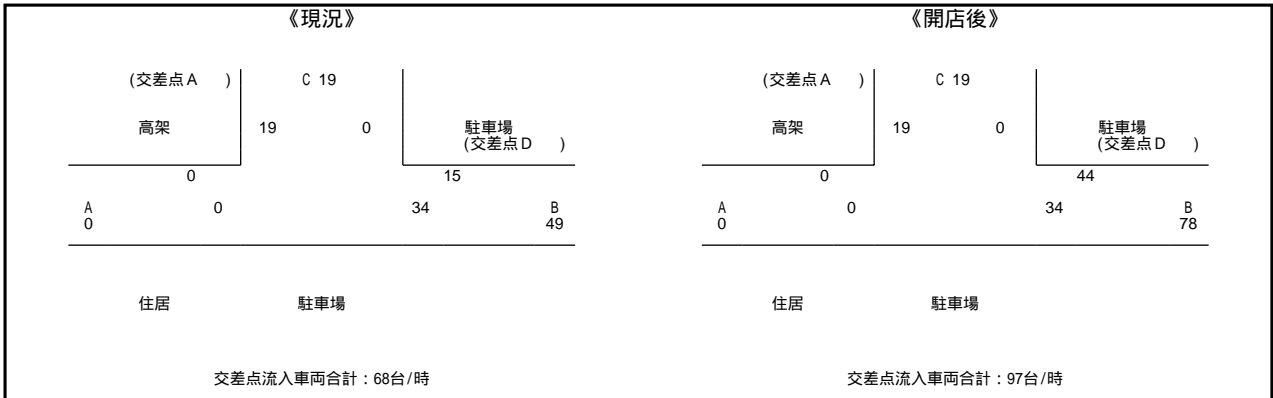 《現況》
(交差点A　)
C 19
高架
19
0
駐車場
(交差点D　)
0
15
A
0
34
B
0
49
住居
駐車場
交差点流入車両合計：68台/時
《開店後》
(交差点A　)
C 19
高架
19
0
駐車場
(交差点D　)
0
44
A
0
34
B
0
78
住居
駐車場
交差点流入車両合計：97台/時